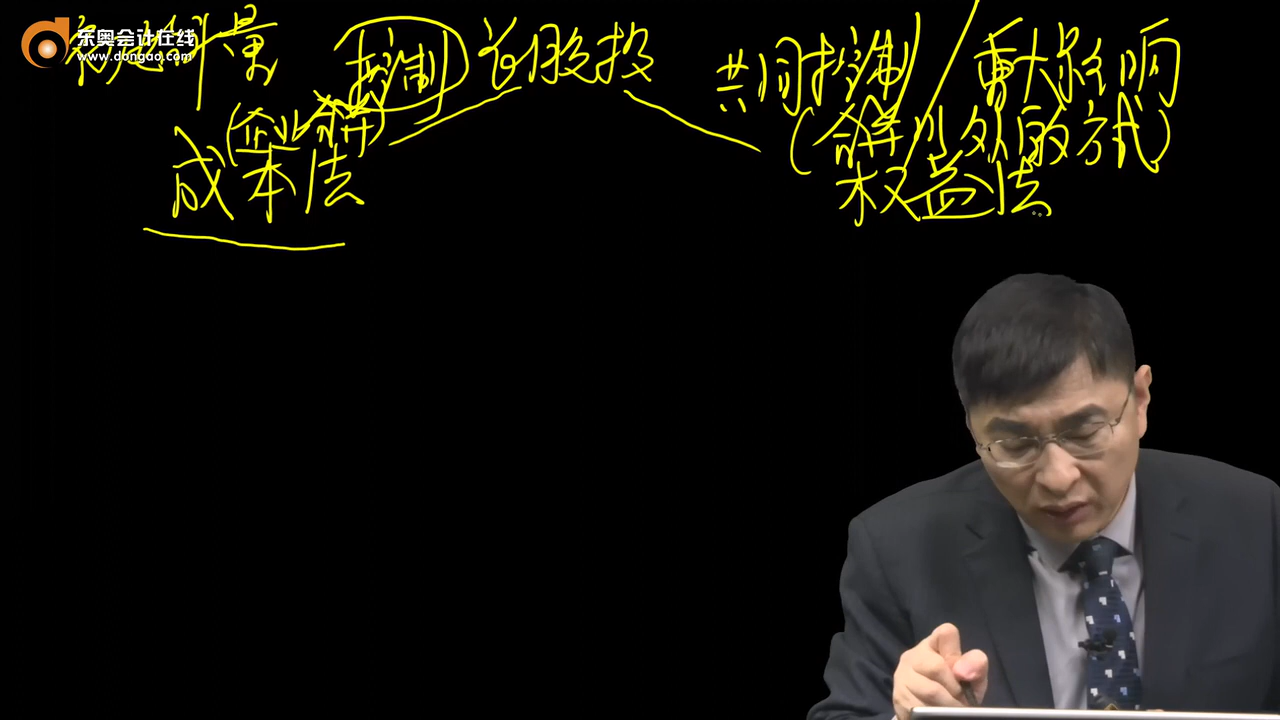 东奥会计在线
www.dongao.com
后续计量
控制 长股投 共同控制/重大影响
(企业合并) (合并以外的方式)
成本法 权益法